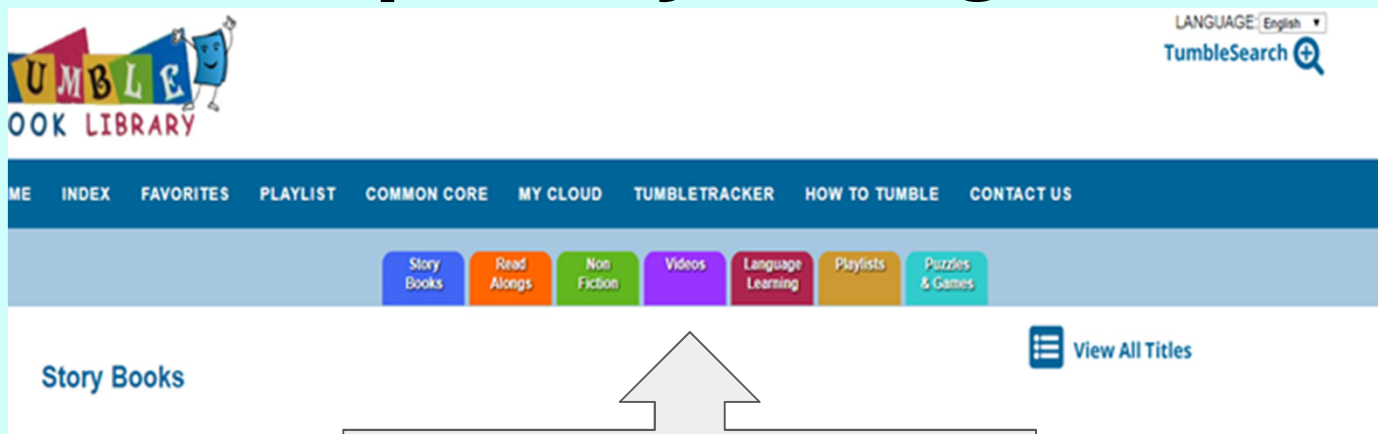 LANGUAGE: English
TumbleSearch
UMBLE
OOK LIBRARY
ME INDEX FAVORITES PLAYLIST COMMON CORE MY CLOUD TUMBLETRACKER HOW TO TUMBLE CONTACT US
Story Books
Read Alongs
Non Fiction
Videos
Language Learning
Playlists
Puzzles & Games
View All Titles
Story Books